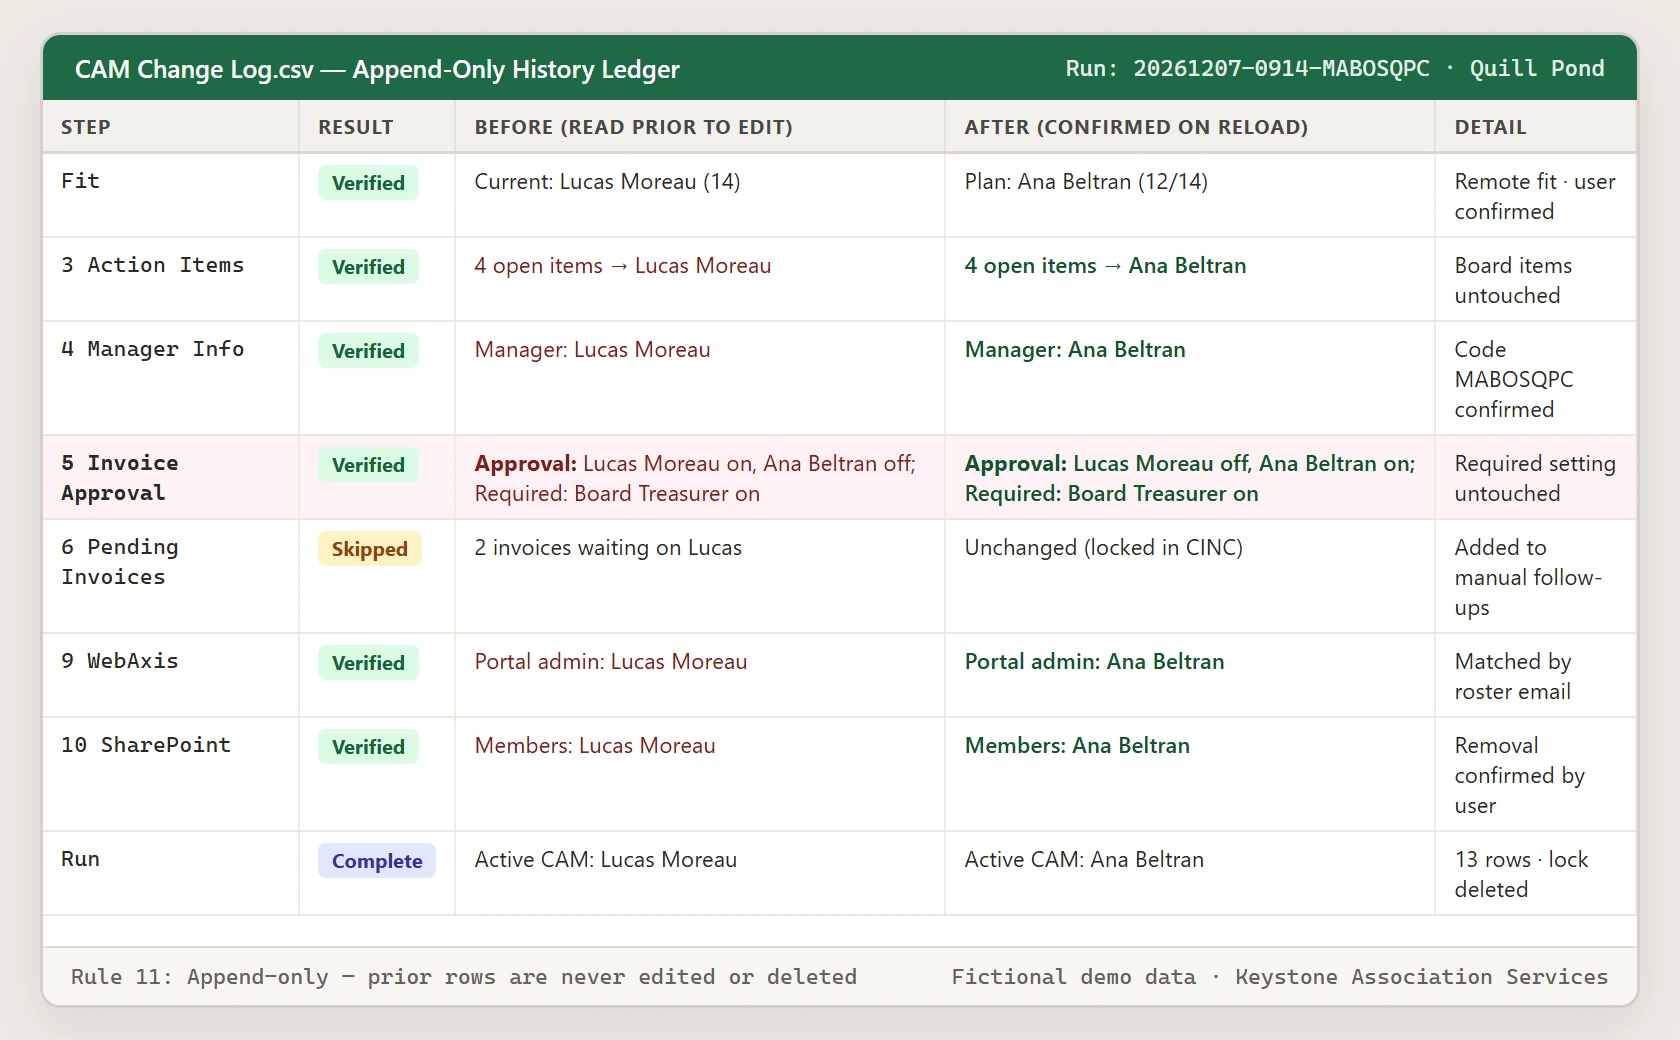 CAM Change Log.csv — Append-Only History Ledger
Run: 20261207-0914-MABOSQPC · Quill Pond
STEP
RESULT
BEFORE (READ PRIOR TO EDIT)
AFTER (CONFIRMED ON RELOAD)
DETAIL
Fit
Verified
Current: Lucas Moreau (14)
Plan: Ana Beltran (12/14)
Remote fit · user
confirmed
3 Action Items
Verified
4 open items → Lucas Moreau
4 open items → Ana Beltran
Board items
untouched
4 Manager Info
Verified
Manager: Lucas Moreau
Manager: Ana Beltran
Code
MABOSQPC
confirmed
5 Invoice
Approval
Verified
Approval: Lucas Moreau on, Ana Beltran off;
Required: Board Treasurer on
Approval: Lucas Moreau off, Ana Beltran on;
Required: Board Treasurer on
Required setting
untouched
6 Pending
Invoices
Skipped
2 invoices waiting on Lucas
Unchanged (locked in CINC)
Added to
manual follow-
ups
9 WebAxis
Verified
Portal admin: Lucas Moreau
Portal admin: Ana Beltran
Matched by
roster email
10 SharePoint
Verified
Members: Lucas Moreau
Members: Ana Beltran
Removal
confirmed by
user
Run
Complete
Active CAM: Lucas Moreau
Active CAM: Ana Beltran
13 rows · lock
deleted
Rule 11: Append-only — prior rows are never edited or deleted
Fictional demo data · Keystone Association Services